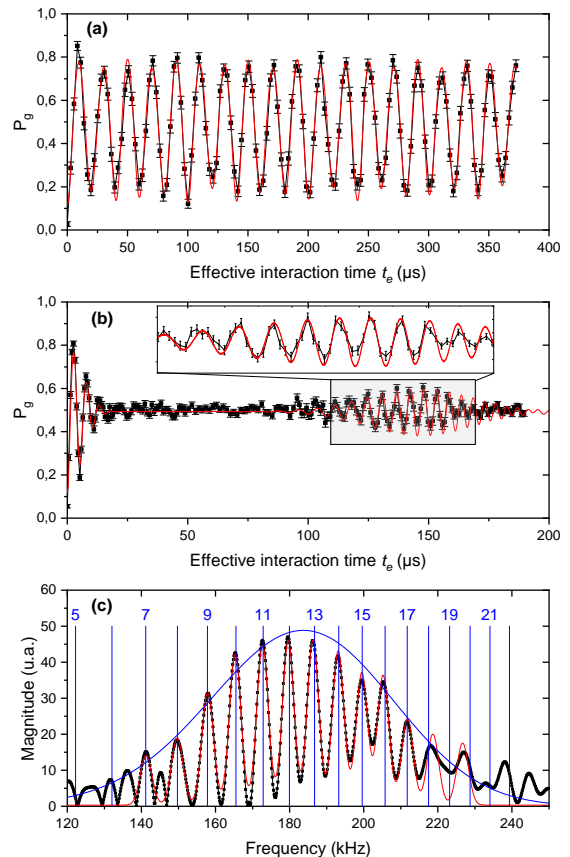 (a)
1,0
0,8
0,6
0,4
0,2
0,0
P_g
0 50 100 150 200 250 300 350 400
Effective interaction time t_e (μs)
(b)
1,0
0,8
0,6
0,4
0,2
0,0
P_g
0 50 100 150 200
Effective interaction time t_e (μs)
(c)
60
50
40
30
20
10
0
Magnitude (u.a.)
5 7 9 11 13 15 17 19 21
120 140 160 180 200 220 240
Frequency (kHz)